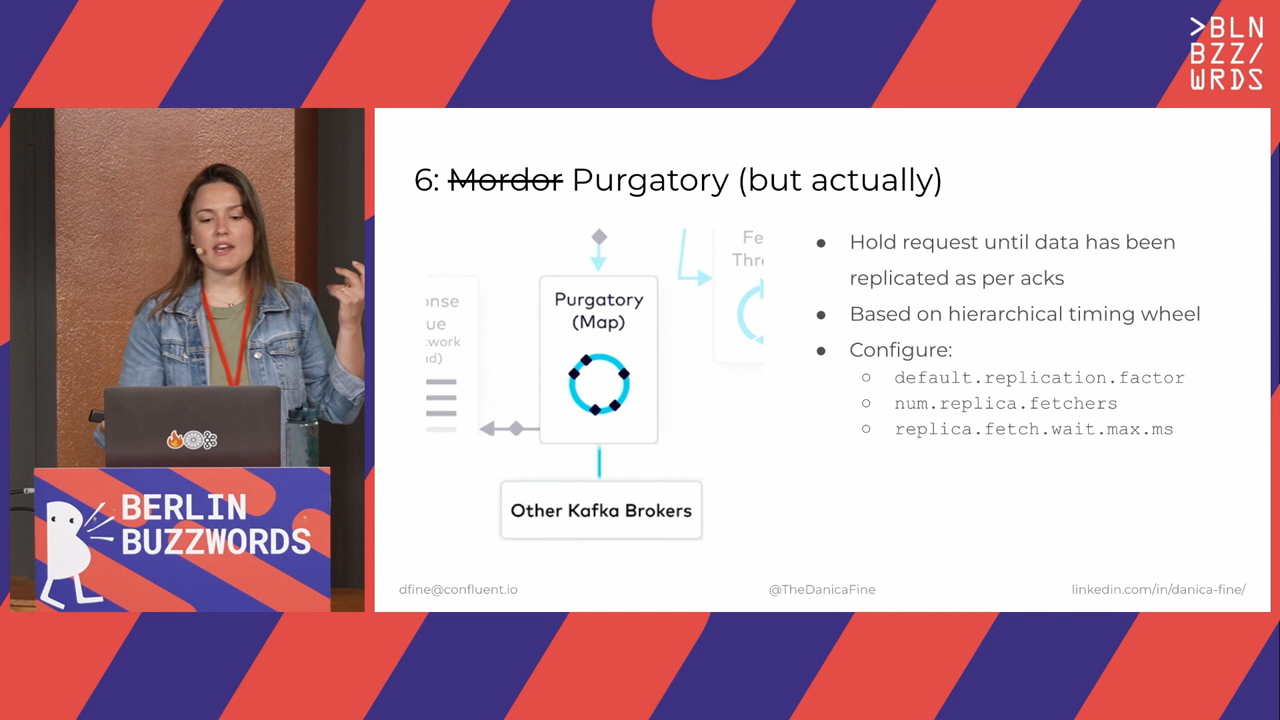 >BLN
BZZ/
WRDS
6: Mordor Purgatory (but actually)
Purgatory
(Map)
Other Kafka Brokers
● Hold request until data has been
replicated as per acks
● Based on hierarchical timing wheel
● Configure:
○ default.replication.factor
○ num.replica.fetchers
○ replica.fetch.wait.max.ms
dfine@confluent.io
@TheDanicaFine
linkedin.com/in/danica-fine/
BERLIN
BUZZWORDS